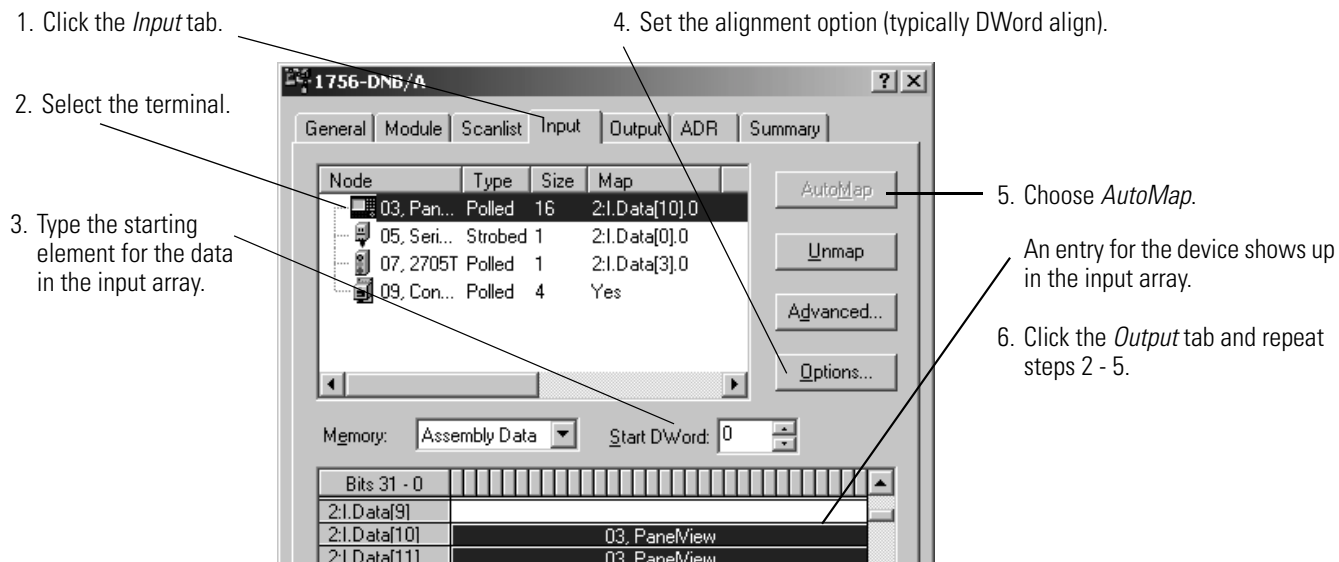 1. Click the Input tab.
4. Set the alignment option (typically DWord align).
1756-DNB/A
2. Select the terminal.
General Module Scanlist Input Output ADR Summary
Node Type Size Map
AutoMap
03, Pan... Polled 16 2:I.Data[10].0
5. Choose AutoMap.
3. Type the starting
element for the data
in the input array.
05, Seri... Strobed 1 2:I.Data[0].0
07, 2705T Polled 1 2:I.Data[3].0
Unmap
An entry for the device shows up
in the input array.
09, Con... Polled 4 Yes
Advanced...
6. Click the Output tab and repeat
steps 2 - 5.
Options...
Memory: Assembly Data Start DWord: 0
Bits 31 - 0
2:I.Data[9]
2:I.Data[10] 03, PanelView
2:I.Data[11] 03, PanelView